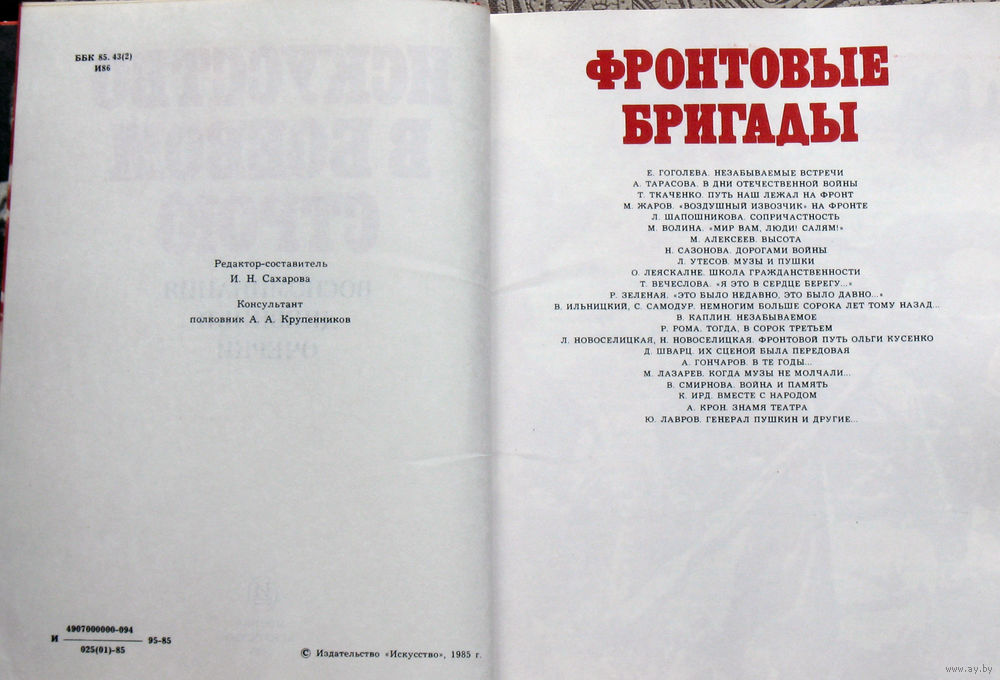 ББК 85. 43(2)
И86
Редактор-составитель
И. Н. Сахарова
Консультант
полковник А. А. Крупенников
4907000000-094
И 95-85
025(01)-85
© Издательство «Искусство», 1985 г.
ФРОНТОВЫЕ
БРИГАДЫ
Е. ГОГОЛЕВА. НЕЗАБЫВАЕМЫЕ ВСТРЕЧИ
А. ТАРАСОВА. В ДНИ ОТЕЧЕСТВЕННОЙ ВОЙНЫ
Т. ТКАЧЕНКО. ПУТЬ НАШ ЛЕЖАЛ НА ФРОНТ
М. ЖАРОВ. «ВОЗДУШНЫЙ ИЗВОЗЧИК» НА ФРОНТЕ
Л. ШАПОШНИКОВА. СОПРИЧАСТНОСТЬ
М. ВОЛИНА. «МИР ВАМ, ЛЮДИ! САЛЯМ!»
М. АЛЕКСЕЕВ. ВЫСОТА
Н. САЗОНОВА. ДОРОГАМИ ВОЙНЫ
Л. УТЕСОВ. МУЗЫ И ПУШКИ
О. ЛЕЯСКАЛНЕ. ШКОЛА ГРАЖДАНСТВЕННОСТИ
Т. ВЕЧЕСЛОВА. «Я ЭТО В СЕРДЦЕ БЕРЕГУ...»
Р. ЗЕЛЕНАЯ. «ЭТО БЫЛО НЕДАВНО, ЭТО БЫЛО ДАВНО...»
В. ИЛЬНИЦКИЙ, С. САМОДУР. НЕМНОГИМ БОЛЬШЕ СОРОКА ЛЕТ ТОМУ НАЗАД...
В. КАПЛИН. НЕЗАБЫВАЕМОЕ
Р. РОМА. ТОГДА, В СОРОК ТРЕТЬЕМ
Л. НОВОСЕЛИЦКАЯ, Н. НОВОСЕЛИЦКАЯ. ФРОНТОВОЙ ПУТЬ ОЛЬГИ КУСЕНКО
Д. ШВАРЦ. ИХ СЦЕНОЙ БЫЛА ПЕРЕДОВАЯ
А. ГОНЧАРОВ. В ТЕ ГОДЫ...
М. ЛАЗАРЕВ. КОГДА МУЗЫ НЕ МОЛЧАЛИ...
В. СМИРНОВА. ВОЙНА И ПАМЯТЬ
К. ИРД. ВМЕСТЕ С НАРОДОМ
А. КРОН. ЗНАМЯ ТЕАТРА
Ю. ЛАВРОВ. ГЕНЕРАЛ ПУШКИН И ДРУГИЕ...
www.ay.by